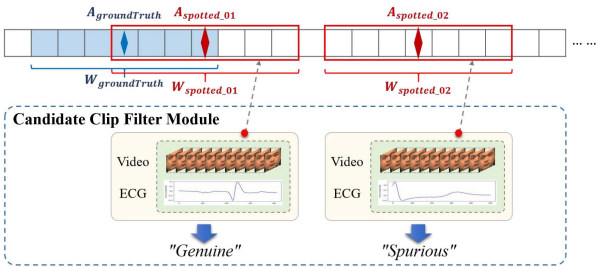 A_groundTruth A_spotted_01 A_spotted_02
... ...
W_groundTruth W_spotted_01 W_spotted_02
Candidate Clip Filter Module
Video Video
ECG ECG
"Genuine" "Spurious"